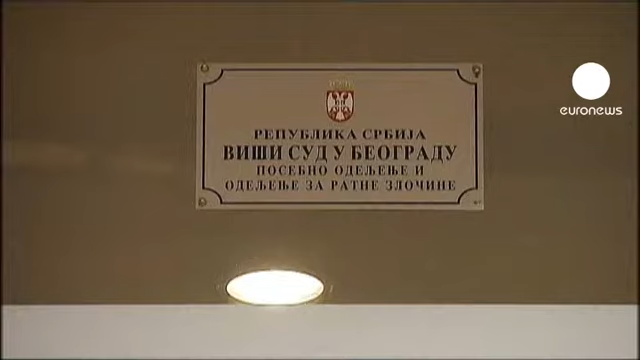 РЕПУБЛИКА СРБИЈА
ВИШИ СУД У БЕОГРАДУ
ПОСЕБНО ОДЕЉЕЊЕ И
ОДЕЉЕЊЕ ЗА РАТНЕ ЗЛОЧИНЕ
euronews